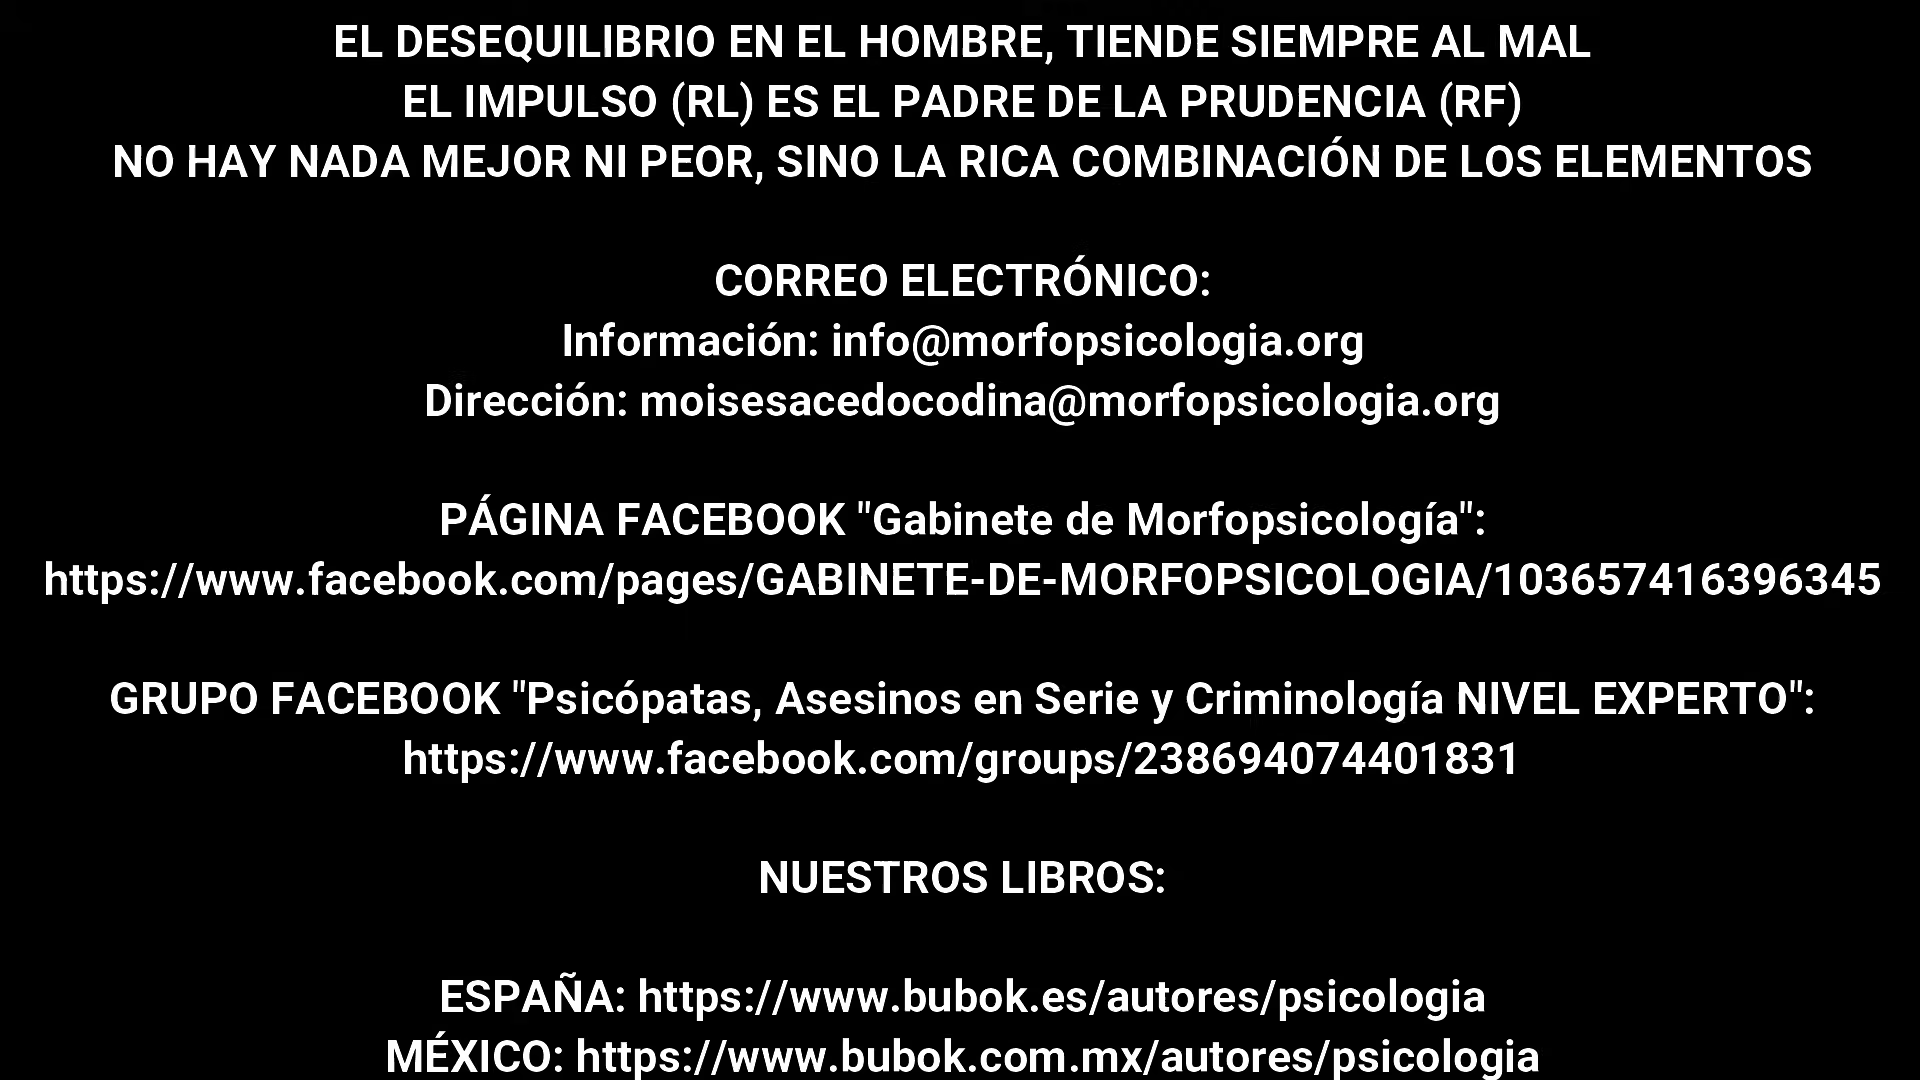 EL DESEQUILIBRIO EN EL HOMBRE, TIENDE SIEMPRE AL MAL
EL IMPULSO (RL) ES EL PADRE DE LA PRUDENCIA (RF)
NO HAY NADA MEJOR NI PEOR, SINO LA RICA COMBINACIÓN DE LOS ELEMENTOS
CORREO ELECTRÓNICO:
Información: info@morfopsicologia.org
Dirección: moisesacedocodina@morfopsicologia.org
PÁGINA FACEBOOK "Gabinete de Morfopsicología":
https://www.facebook.com/pages/GABINETE-DE-MORFOPSICOLOGIA/103657416396345
GRUPO FACEBOOK "Psicópatas, Asesinos en Serie y Criminología NIVEL EXPERTO":
https://www.facebook.com/groups/238694074401831
NUESTROS LIBROS:
ESPAÑA: https://www.bubok.es/autores/psicologia
MÉXICO: https://www.bubok.com.mx/autores/psicologia